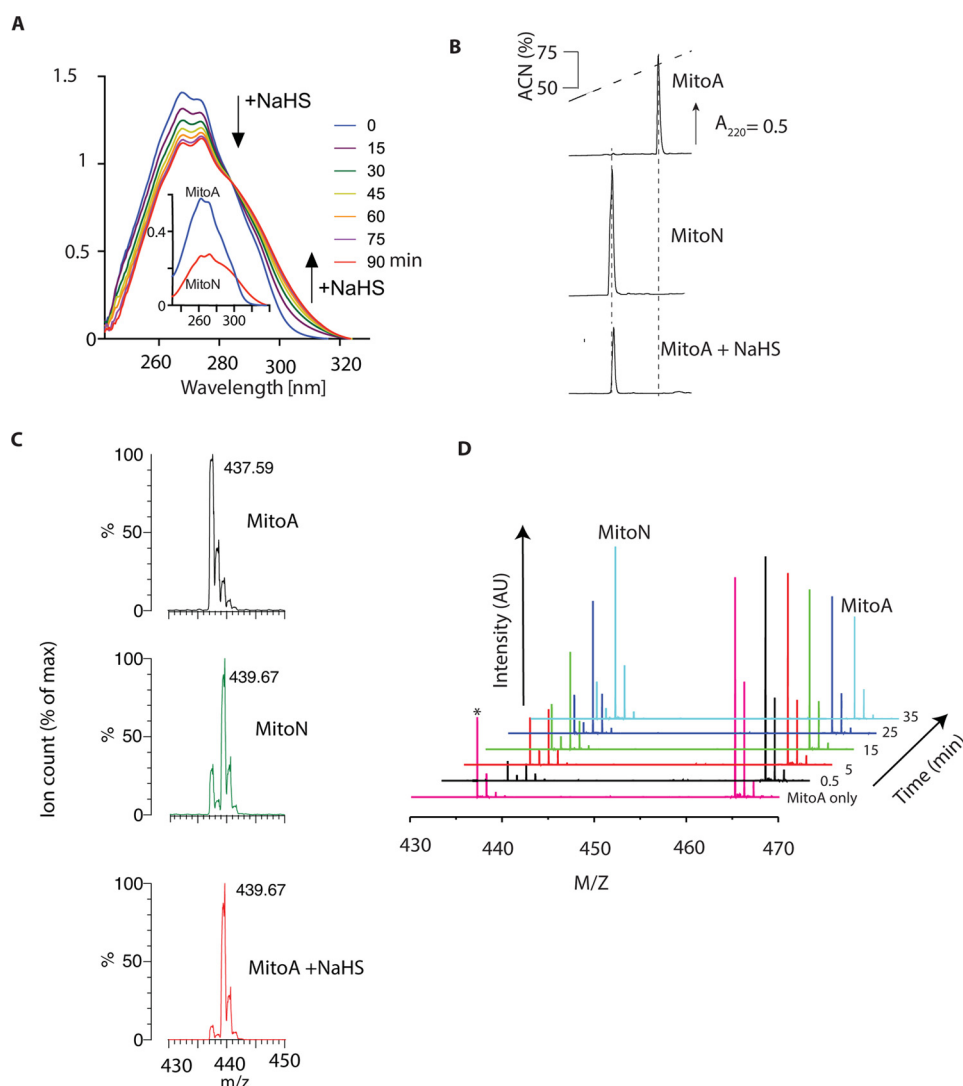 A
1.5
1
0.5
0
260
280
300
320
Wavelength [nm]
+NaHS
+NaHS
0
15
30
45
60
75
90 min
MitoA
0.4
MitoN
0
260
300
B
ACN (%)
75
50
MitoA
A220 = 0.5
MitoN
MitoA + NaHS
C
Ion count (% of max)
100
%
50
0
437.59
MitoA
100
%
50
0
439.67
MitoN
100
%
50
0
439.67
MitoA +NaHS
430
440
450
m/z
D
Intensity (AU)
MitoN
MitoA
*
35
25
15
5
0.5
MitoA only
Time (min)
430
440
450
460
470
M/Z